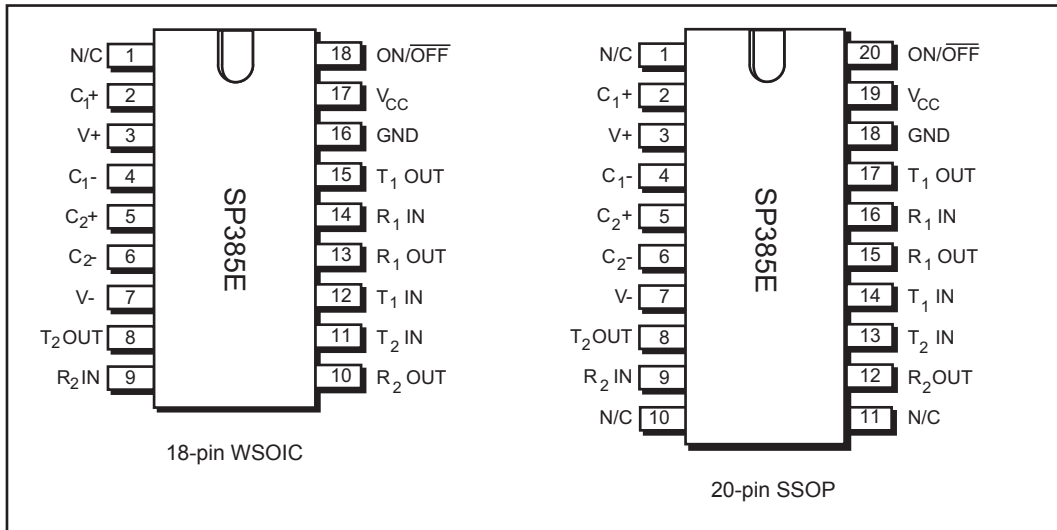 N/C 1
C1+ 2
V+ 3
C1- 4
C2+ 5
C2- 6
V- 7
T2OUT 8
R2IN 9
SP385E
18 ON/O̅F̅F̅
17 VCC
16 GND
15 T1 OUT
14 R1 IN
13 R1 OUT
12 T1 IN
11 T2 IN
10 R2 OUT
18-pin WSOIC
N/C 1
C1+ 2
V+ 3
C1- 4
C2+ 5
C2- 6
V- 7
T2OUT 8
R2 IN 9
N/C 10
SP385E
20 ON/O̅F̅F̅
19 VCC
18 GND
17 T1 OUT
16 R1 IN
15 R1 OUT
14 T1 IN
13 T2 IN
12 R2OUT
11 N/C
20-pin SSOP